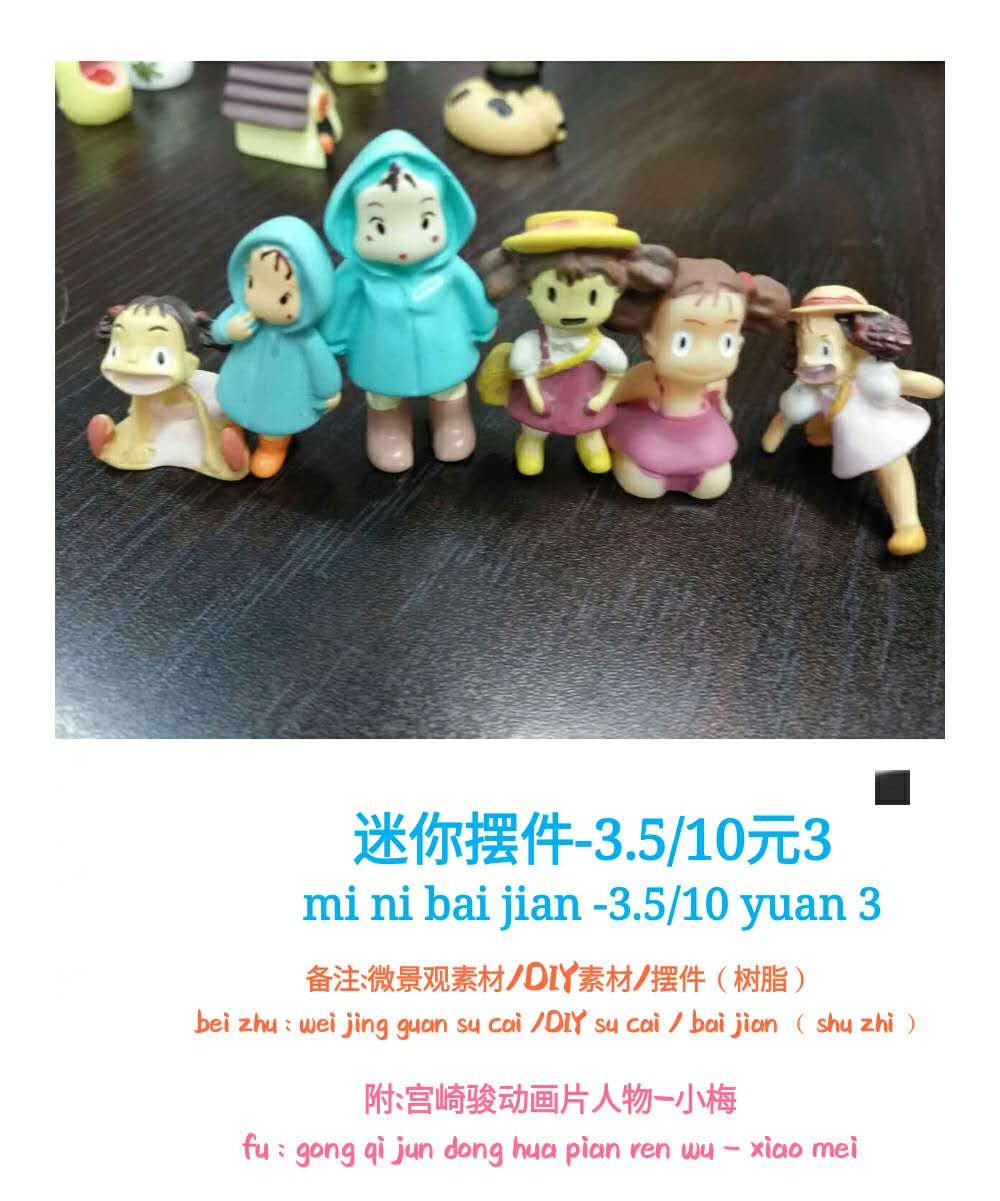 迷你摆件-3.5/10元3
mi ni bai jian -3.5/10 yuan 3
备注:微景观素材/DIY素材/摆件（树脂）
bei zhu : wei jing guan su cai /DIY su cai / bai jian （ shu zhi ）
附:宫崎骏动画片人物-小梅
fu : gong qi jun dong hua pian ren wu - xiao mei